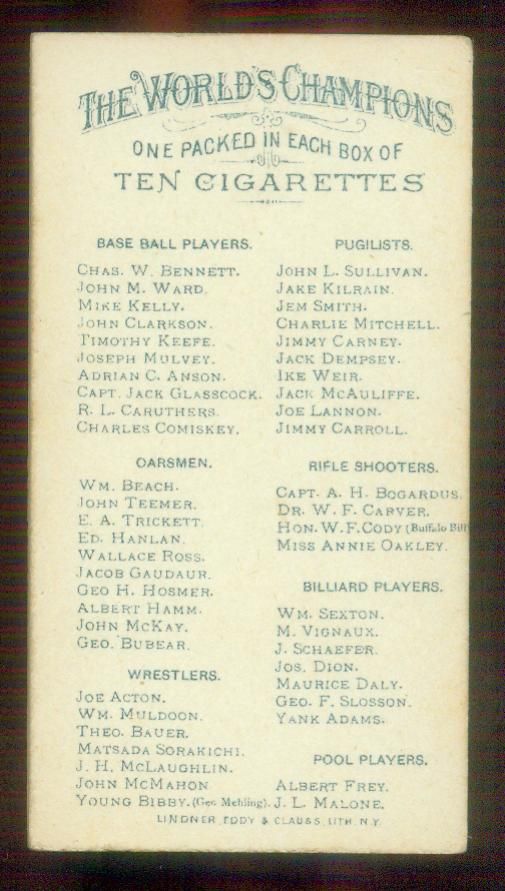 THE WORLD'S CHAMPIONS
ONE PACKED IN EACH BOX OF
TEN CIGARETTES
BASE BALL PLAYERS.
CHAS. W. BENNETT.
JOHN M. WARD.
MIKE KELLY.
JOHN CLARKSON.
TIMOTHY KEEFE.
JOSEPH MULVEY.
ADRIAN C. ANSON.
CAPT. JACK GLASSCOCK.
R. L. CARUTHERS.
CHARLES COMISKEY.
OARSMEN.
WM. BEACH.
JOHN TEEMER.
E. A. TRICKETT.
ED. HANLAN.
WALLACE ROSS.
JACOB GAUDAUR.
GEO H. HOSMER.
ALBERT HAMM.
JOHN MCKAY.
GEO. BUBEAR.
WRESTLERS.
JOE ACTON.
WM. MULDOON.
THEO. BAUER.
MATSADA SORAKICHI.
J. H. MCLAUGHLIN.
JOHN MCMAHON
YOUNG BIBBY. (Geo. Mehling).
PUGILISTS.
JOHN L. SULLIVAN.
JAKE KILRAIN.
JEM SMITH.
CHARLIE MITCHELL.
JIMMY CARNEY.
JACK DEMPSEY.
IKE WEIR.
JACK MCAULIFFE.
JOE LANNON.
JIMMY CARROLL.
RIFLE SHOOTERS.
CAPT. A. H. BOGARDUS.
DR. W. F. CARVER.
HON. W. F. CODY (Buffalo Bill
MISS ANNIE OAKLEY.
BILLIARD PLAYERS.
WM. SEXTON.
M. VIGNAUX.
J. SCHAEFER.
JOS. DION.
MAURICE DALY.
GEO. F. SLOSSON.
YANK ADAMS.
POOL PLAYERS.
ALBERT FREY.
J. L. MALONE.
LINDNER, EDDY & CLAUSS, LITH. N.Y.